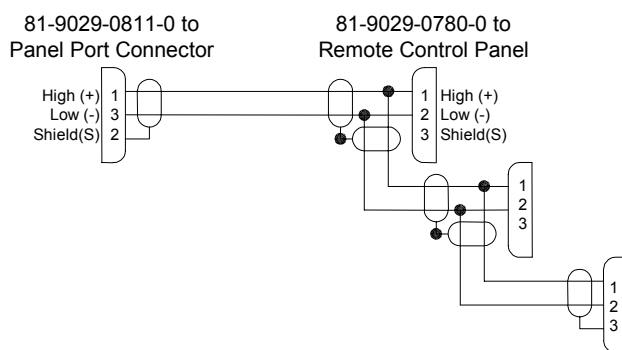 81-9029-0811-0 to
Panel Port Connector
81-9029-0780-0 to
Remote Control Panel
High (+) 1
Low (-) 3
Shield(S) 2
1 High (+)
2 Low (-)
3 Shield(S)
1
2
3
1
2
3